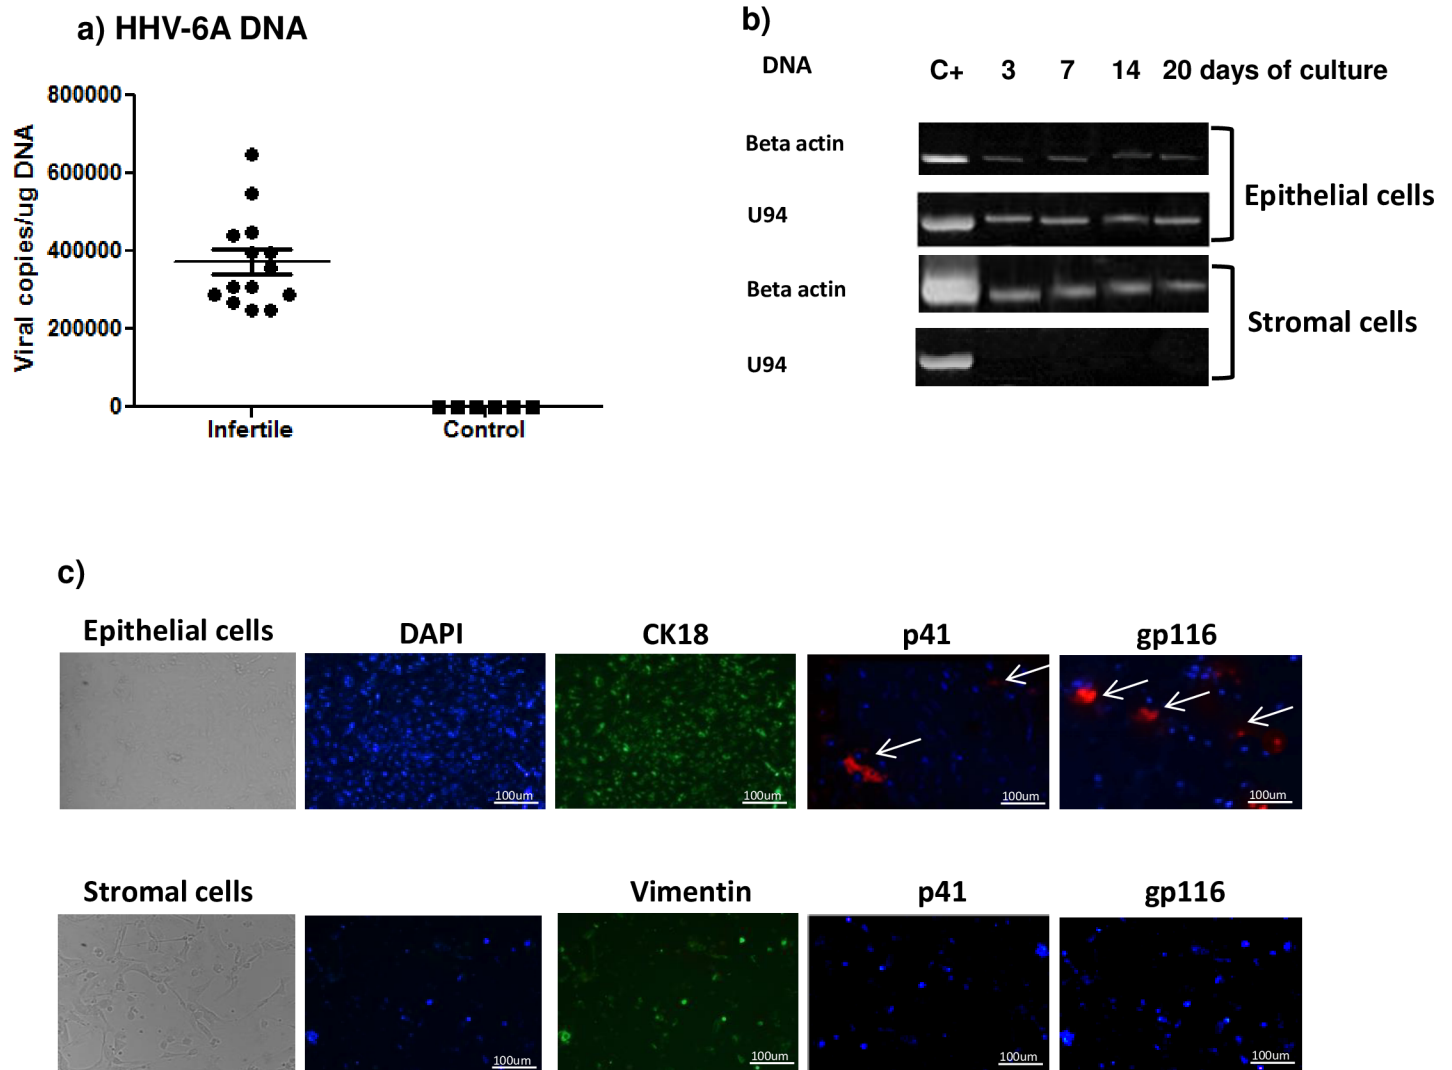 a) HHV-6A DNA
Viral copies/ug DNA
800000
600000
400000
200000
0
Infertile
Control
b)
DNA
C+ 3 7 14 20 days of culture
Beta actin
U94
Epithelial cells
Beta actin
U94
Stromal cells
c)
Epithelial cells DAPI CK18 p41 gp116
100um 100um 100um 100um
Stromal cells Vimentin p41 gp116
100um 100um 100um 100um